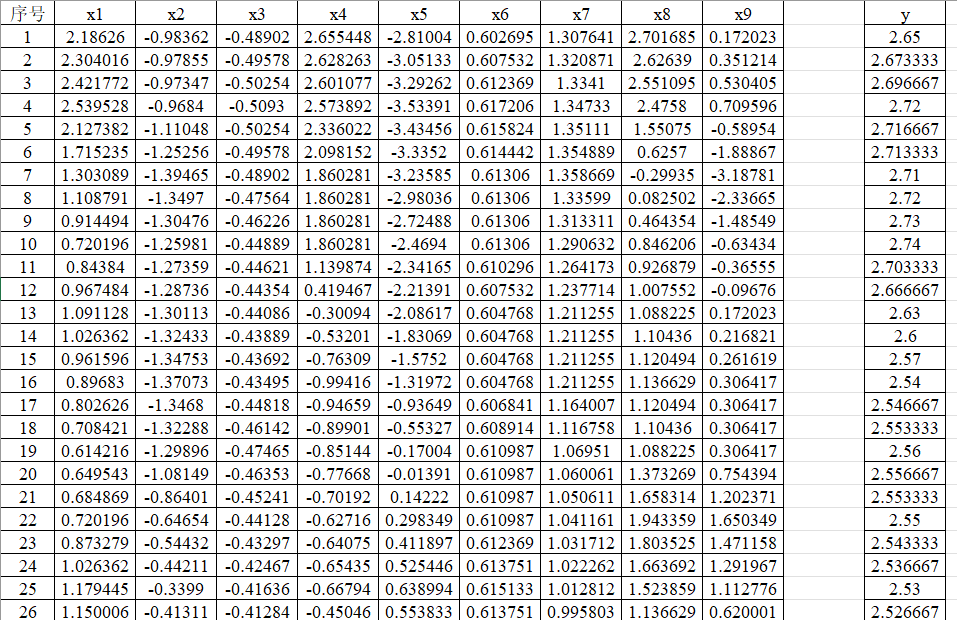 序号 x1 x2 x3 x4 x5 x6 x7 x8 x9 y
1 2.18626 -0.98362 -0.48902 2.655448 -2.81004 0.602695 1.307641 2.701685 0.172023 2.65
2 2.304016 -0.97855 -0.49578 2.628263 -3.05133 0.607532 1.320871 2.62639 0.351214 2.673333
3 2.421772 -0.97347 -0.50254 2.601077 -3.29262 0.612369 1.3341 2.551095 0.530405 2.696667
4 2.539528 -0.9684 -0.5093 2.573892 -3.53391 0.617206 1.34733 2.4758 0.709596 2.72
5 2.127382 -1.11048 -0.50254 2.336022 -3.43456 0.615824 1.35111 1.55075 -0.58954 2.716667
6 1.715235 -1.25256 -0.49578 2.098152 -3.3352 0.614442 1.354889 0.6257 -1.88867 2.713333
7 1.303089 -1.39465 -0.48902 1.860281 -3.23585 0.61306 1.358669 -0.29935 -3.18781 2.71
8 1.108791 -1.3497 -0.47564 1.860281 -2.98036 0.61306 1.33599 0.082502 -2.33665 2.72
9 0.914494 -1.30476 -0.46226 1.860281 -2.72488 0.61306 1.313311 0.464354 -1.48549 2.73
10 0.720196 -1.25981 -0.44889 1.860281 -2.4694 0.61306 1.290632 0.846206 -0.63434 2.74
11 0.84384 -1.27359 -0.44621 1.139874 -2.34165 0.610296 1.264173 0.926879 -0.36555 2.703333
12 0.967484 -1.28736 -0.44354 0.419467 -2.21391 0.607532 1.237714 1.007552 -0.09676 2.666667
13 1.091128 -1.30113 -0.44086 -0.30094 -2.08617 0.604768 1.211255 1.088225 0.172023 2.63
14 1.026362 -1.32433 -0.43889 -0.53201 -1.83069 0.604768 1.211255 1.10436 0.216821 2.6
15 0.961596 -1.34753 -0.43692 -0.76309 -1.5752 0.604768 1.211255 1.120494 0.261619 2.57
16 0.89683 -1.37073 -0.43495 -0.99416 -1.31972 0.604768 1.211255 1.136629 0.306417 2.54
17 0.802626 -1.3468 -0.44818 -0.94659 -0.93649 0.606841 1.164007 1.120494 0.306417 2.546667
18 0.708421 -1.32288 -0.46142 -0.89901 -0.55327 0.608914 1.116758 1.10436 0.306417 2.553333
19 0.614216 -1.29896 -0.47465 -0.85144 -0.17004 0.610987 1.06951 1.088225 0.306417 2.56
20 0.649543 -1.08149 -0.46353 -0.77668 -0.01391 0.610987 1.060061 1.373269 0.754394 2.556667
21 0.684869 -0.86401 -0.45241 -0.70192 0.14222 0.610987 1.050611 1.658314 1.202371 2.553333
22 0.720196 -0.64654 -0.44128 -0.62716 0.298349 0.610987 1.041161 1.943359 1.650349 2.55
23 0.873279 -0.54432 -0.43297 -0.64075 0.411897 0.612369 1.031712 1.803525 1.471158 2.543333
24 1.026362 -0.44211 -0.42467 -0.65435 0.525446 0.613751 1.022262 1.663692 1.291967 2.536667
25 1.179445 -0.3399 -0.41636 -0.66794 0.638994 0.615133 1.012812 1.523859 1.112776 2.53
26 1.150006 -0.41311 -0.41284 -0.45046 0.553833 0.613751 0.995803 1.136629 0.620001 2.526667